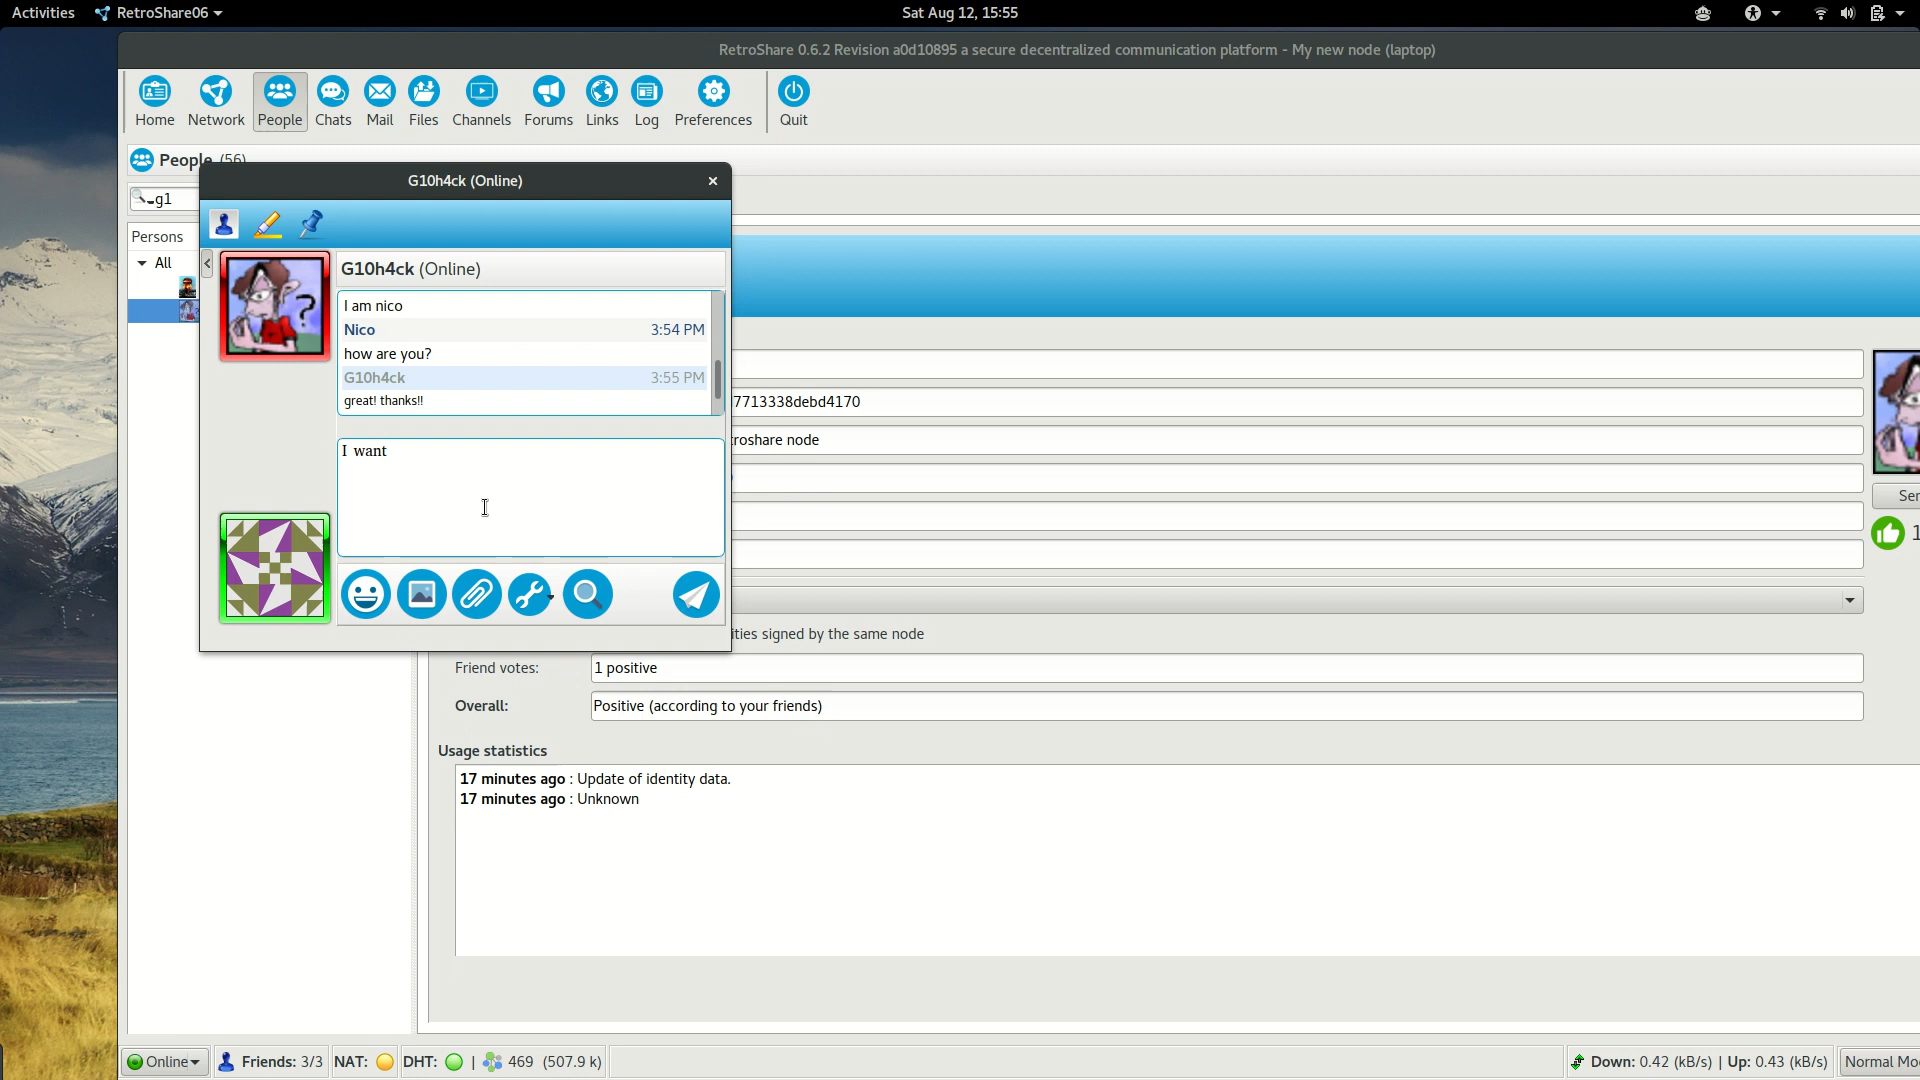 Activities RetroShare06 Sat Aug 12, 15:55
RetroShare 0.6.2 Revision a0d10895 a secure decentralized communication platform - My new node (laptop)
Home Network People Chats Mail Files Channels Forums Links Log Preferences Quit
People (56)
g1
Persons
All
G10h4ck (Online)
G10h4ck (Online)
I am nico
Nico 3:54 PM
how are you?
G10h4ck 3:55 PM
great! thanks!!
I want
7713338debd4170
roshare node
ities signed by the same node
Friend votes: 1 positive
Overall: Positive (according to your friends)
Usage statistics
17 minutes ago : Update of identity data.
17 minutes ago : Unknown
Online Friends: 3/3 NAT: DHT: | 469 (507.9 k) Down: 0.42 (kB/s) | Up: 0.43 (kB/s) Normal Mo